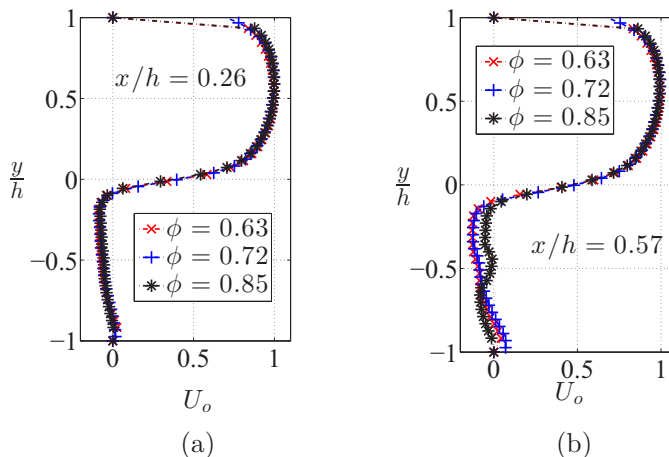 1
0.5
0
−0.5
−1
y/h
x/h = 0.26
ϕ = 0.63
ϕ = 0.72
ϕ = 0.85
0 0.5 1
U_o
(a)
1
0.5
0
−0.5
−1
y/h
ϕ = 0.63
ϕ = 0.72
ϕ = 0.85
x/h = 0.57
0 0.5 1
U_o
(b)